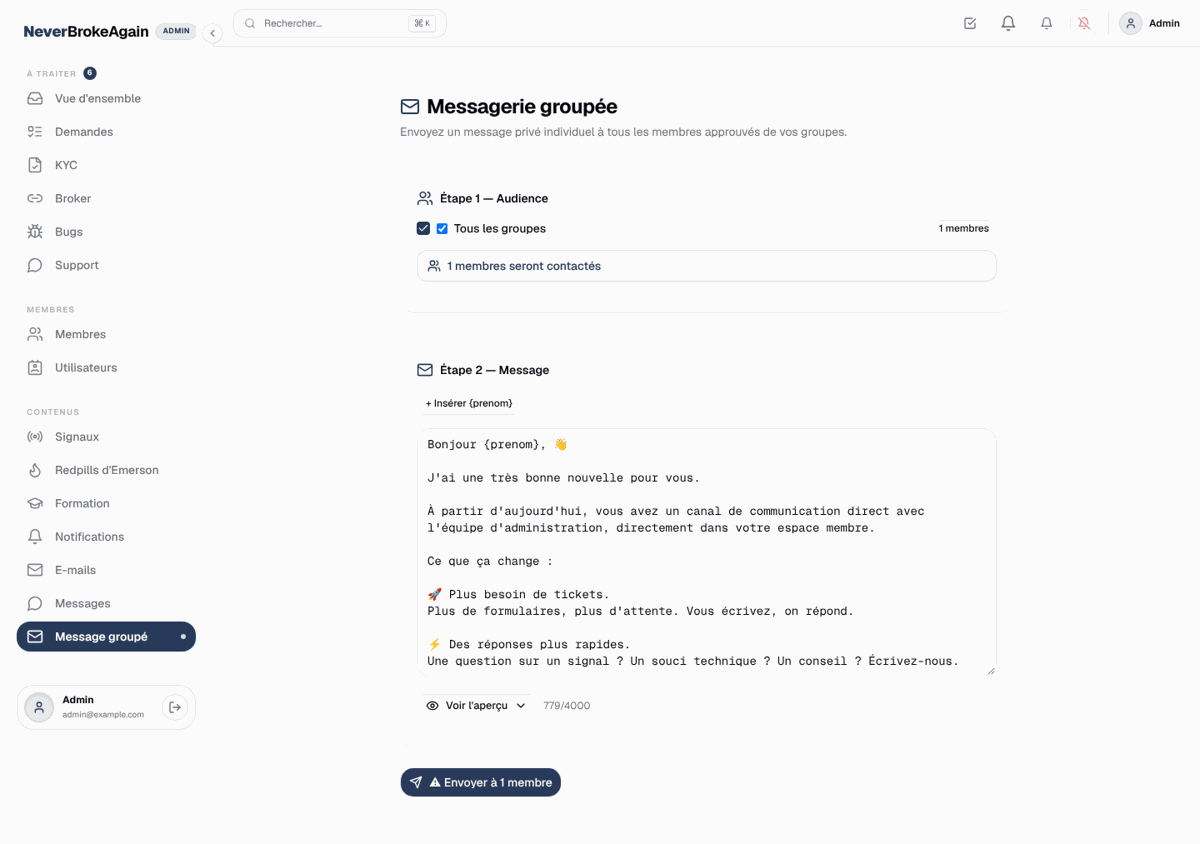 NeverBrokeAgain ADMIN
Rechercher... ⌘ K
Admin
À TRAITER 6
Vue d'ensemble
Demandes
KYC
Broker
Bugs
Support
MEMBRES
Membres
Utilisateurs
CONTENUS
Signaux
Redpills d'Emerson
Formation
Notifications
E-mails
Messages
Message groupé
Admin
admin@example.com
Messagerie groupée
Envoyez un message privé individuel à tous les membres approuvés de vos groupes.
Étape 1 — Audience
Tous les groupes 1 membres
1 membres seront contactés
Étape 2 — Message
+ Insérer {prenom}
Bonjour {prenom}, 👋
J'ai une très bonne nouvelle pour vous.
À partir d'aujourd'hui, vous avez un canal de communication direct avec
l'équipe d'administration, directement dans votre espace membre.
Ce que ça change :
🚀 Plus besoin de tickets.
Plus de formulaires, plus d'attente. Vous écrivez, on répond.
⚡ Des réponses plus rapides.
Une question sur un signal ? Un souci technique ? Un conseil ? Écrivez-nous.
Voir l'aperçu 779/4000
⚠ Envoyer à 1 membre